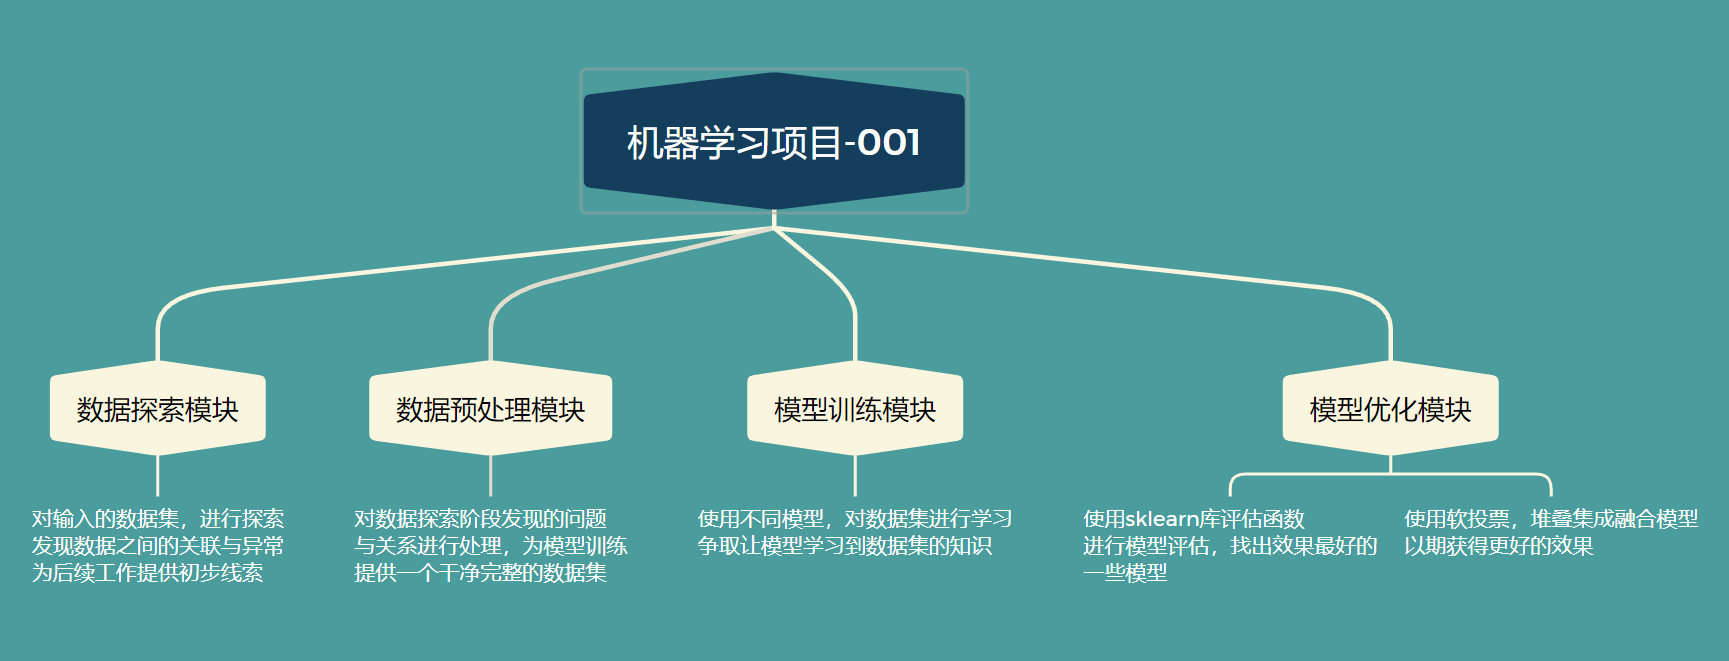 机器学习项目-001
数据探索模块
数据预处理模块
模型训练模块
模型优化模块
对输入的数据集，进行探索
发现数据之间的关联与异常
为后续工作提供初步线索
对数据探索阶段发现的问题
与关系进行处理，为模型训练
提供一个干净完整的数据集
使用不同模型，对数据集进行学习
争取让模型学习到数据集的知识
使用sklearn库评估函数
进行模型评估，找出效果最好的
一些模型
使用软投票，堆叠集成融合模型
以期获得更好的效果